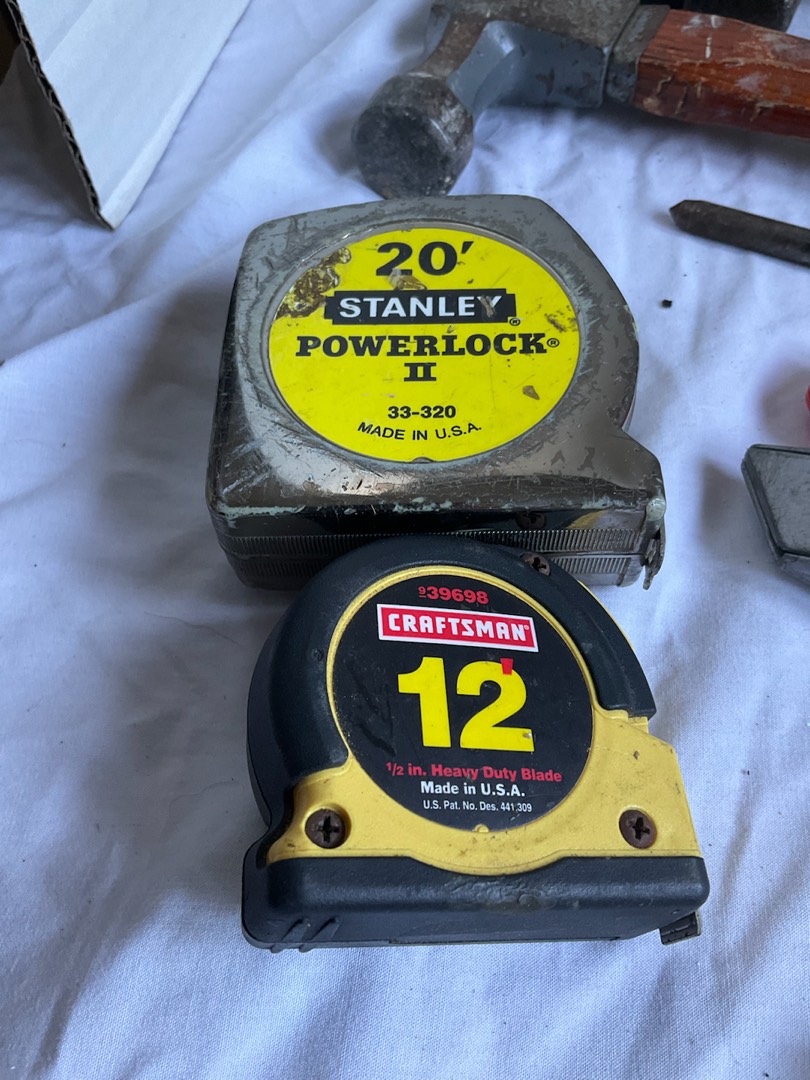 20'
STANLEY®
POWERLOCK®
II
33-320
MADE IN U.S.A.
939698
CRAFTSMAN®
12'
1/2 in. Heavy Duty Blade
Made in U.S.A.
U.S. Pat. No. Des. 441,309